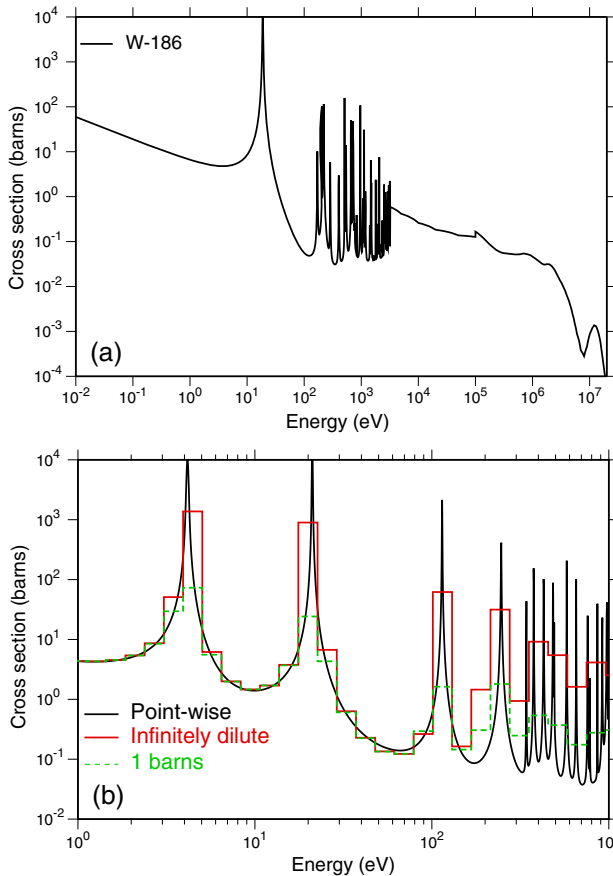 10^4
10^3
10^2
10^1
10^0
10^-1
10^-2
10^-3
10^-4
Cross section (barns)
W-186
(a)
10^-2 10^-1 10^0 10^1 10^2 10^3 10^4 10^5 10^6 10^7
Energy (eV)
10^4
10^3
10^2
10^1
10^0
10^-1
10^-2
Cross section (barns)
Point-wise
Infinitely dilute
1 barns
(b)
10^0 10^1 10^2 10
Energy (eV)